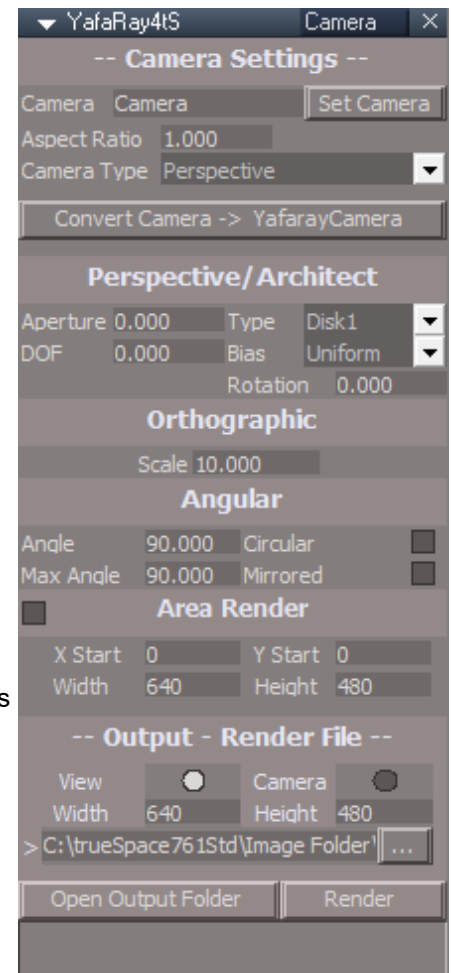 YafaRay4tS Camera ×
-- Camera Settings --
Camera Camera Set Camera
Aspect Ratio 1.000
Camera Type Perspective
Convert Camera -> YafarayCamera
Perspective/Architect
Aperture 0.000 Type Disk1
DOF 0.000 Bias Uniform
Rotation 0.000
Orthographic
Scale 10.000
Angular
Angle 90.000 Circular
Max Angle 90.000 Mirrored
Area Render
X Start 0 Y Start 0
Width 640 Height 480
s
-- Output - Render File --
View Camera
Width 640 Height 480
> C:\trueSpace761Std\Image Folder\ ...
Open Output Folder Render